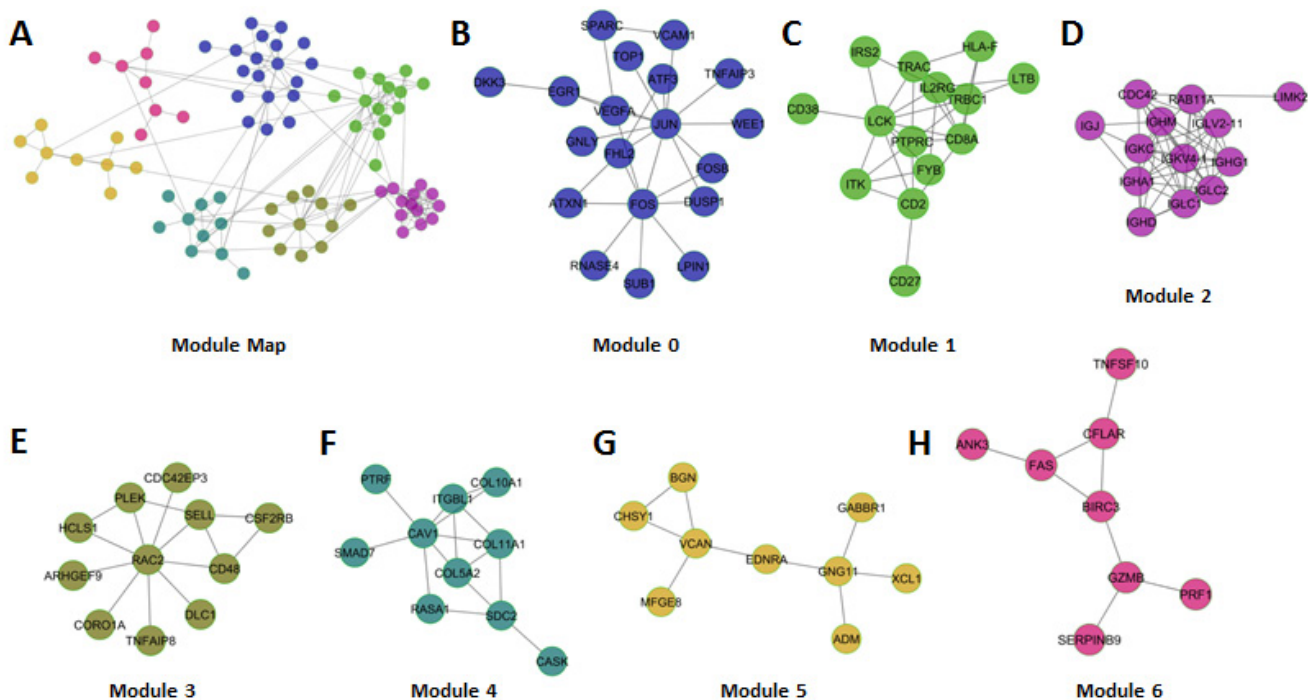 A
Module Map
B
SPARC
VCAM1
TOP1
ATF3
TNFAIP3
DKK3
EGR1
VEGFA
JUN
WEE1
GNLY
FHL2
FOSB
ATXN1
FOS
DUSP1
RNASE4
SUB1
LPIN1
Module 0
C
IRS2
TRAC
HLA-F
IL2RG
LTB
TRBC1
CD38
LCK
PTPRC
CD8A
FYB
ITK
CD2
CD27
Module 1
D
CDC42
RAB11A
LIMK2
IGJ
IGHM
IGLV2-11
IGKC
IGKV4-1
IGHG1
IGHA1
IGLC2
IGLC1
IGHD
Module 2
E
CDC42EP3
PLEK
SELL
CSF2RB
HCLS1
RAC2
CD48
ARHGEF9
DLC1
CORO1A
TNFAIP8
Module 3
F
PTRF
COL10A1
ITGBL1
CAV1
COL11A1
SMAD7
COL5A2
RASA1
SDC2
CASK
Module 4
G
BGN
GABBR1
CHSY1
VCAN
EDNRA
GNG11
XCL1
MFGE8
ADM
Module 5
H
TNFSF10
CFLAR
ANK3
FAS
BIRC3
GZMB
PRF1
SERPINB9
Module 6